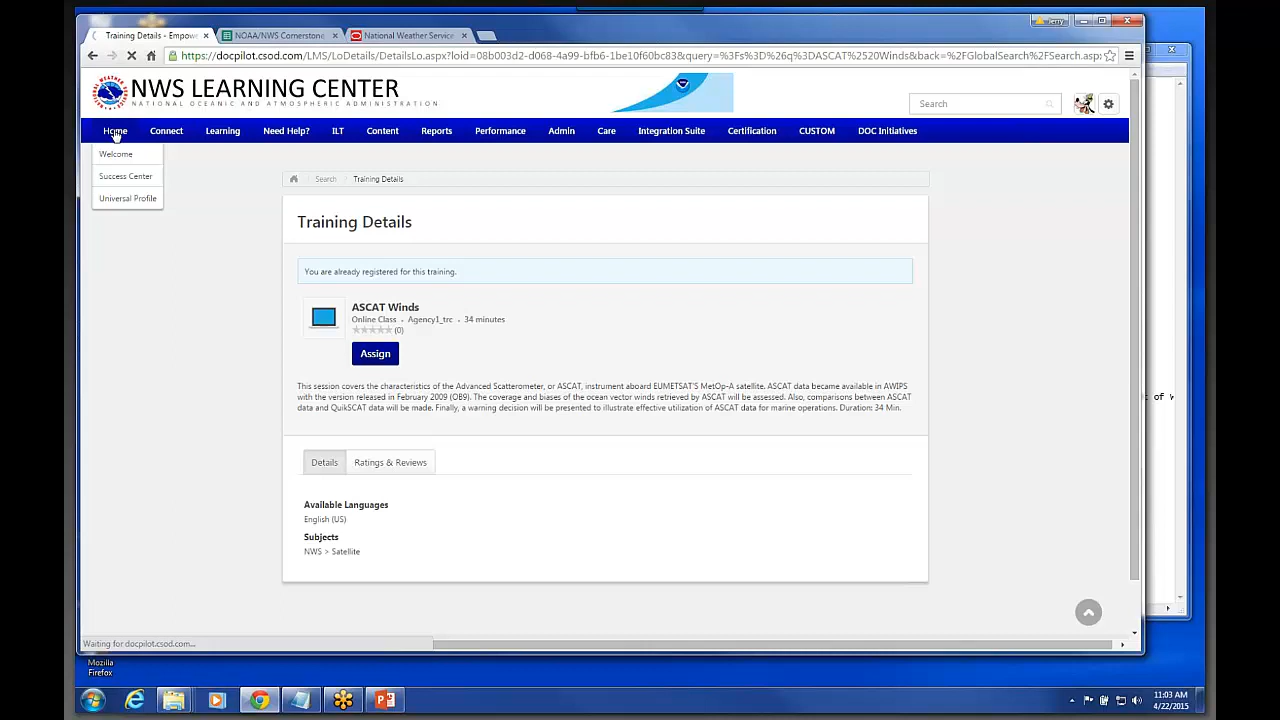 Training Details - Empow
NOAA/NWS Cornerston
National Weather Service
Jerry
https://docpilot.csod.com/LMS/LoDetails/DetailsLo.aspx?loid=08b003d2-d068-4a99-bfb6-1be10f60bc83&query=%3Fs%3D%26q%3DASCAT%2520Winds&back=%2FGlobalSearch%2FSearch.asp
NWS LEARNING CENTER
NATIONAL OCEANIC AND ATMOSPHERIC ADMINISTRATION
Search
Home Connect Learning Need Help? ILT Content Reports Performance Admin Care Integration Suite Certification CUSTOM DOC Initiatives
Welcome
Success Center
Universal Profile
Search / Training Details
Training Details
You are already registered for this training.
ASCAT Winds
Online Class • Agency1_trc • 34 minutes
(0)
Assign
This session covers the characteristics of the Advanced Scatterometer, or ASCAT, instrument aboard EUMETSAT'S MetOp-A satellite. ASCAT data became available in AWIPS
with the version released in February 2009 (OB9). The coverage and biases of the ocean vector winds retrieved by ASCAT will be assessed. Also, comparisons between ASCAT
data and QuikSCAT data will be made. Finally, a warning decision will be presented to illustrate effective utilization of ASCAT data for marine operations. Duration: 34 Min.
t of W
Details Ratings & Reviews
Available Languages
English (US)
Subjects
NWS > Satellite
Waiting for docpilot.csod.com...
Mozilla
Firefox
11:03 AM
4/22/2015